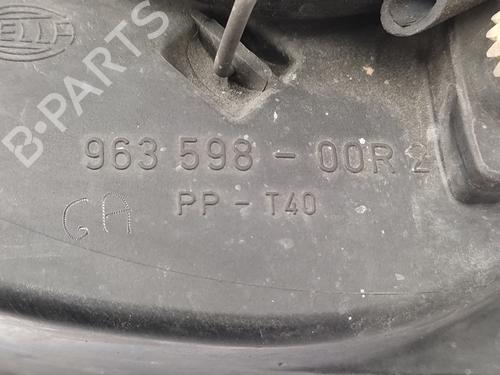 HELLA
B-PARTS
963 598 - 00R 2
PP - T40
GA